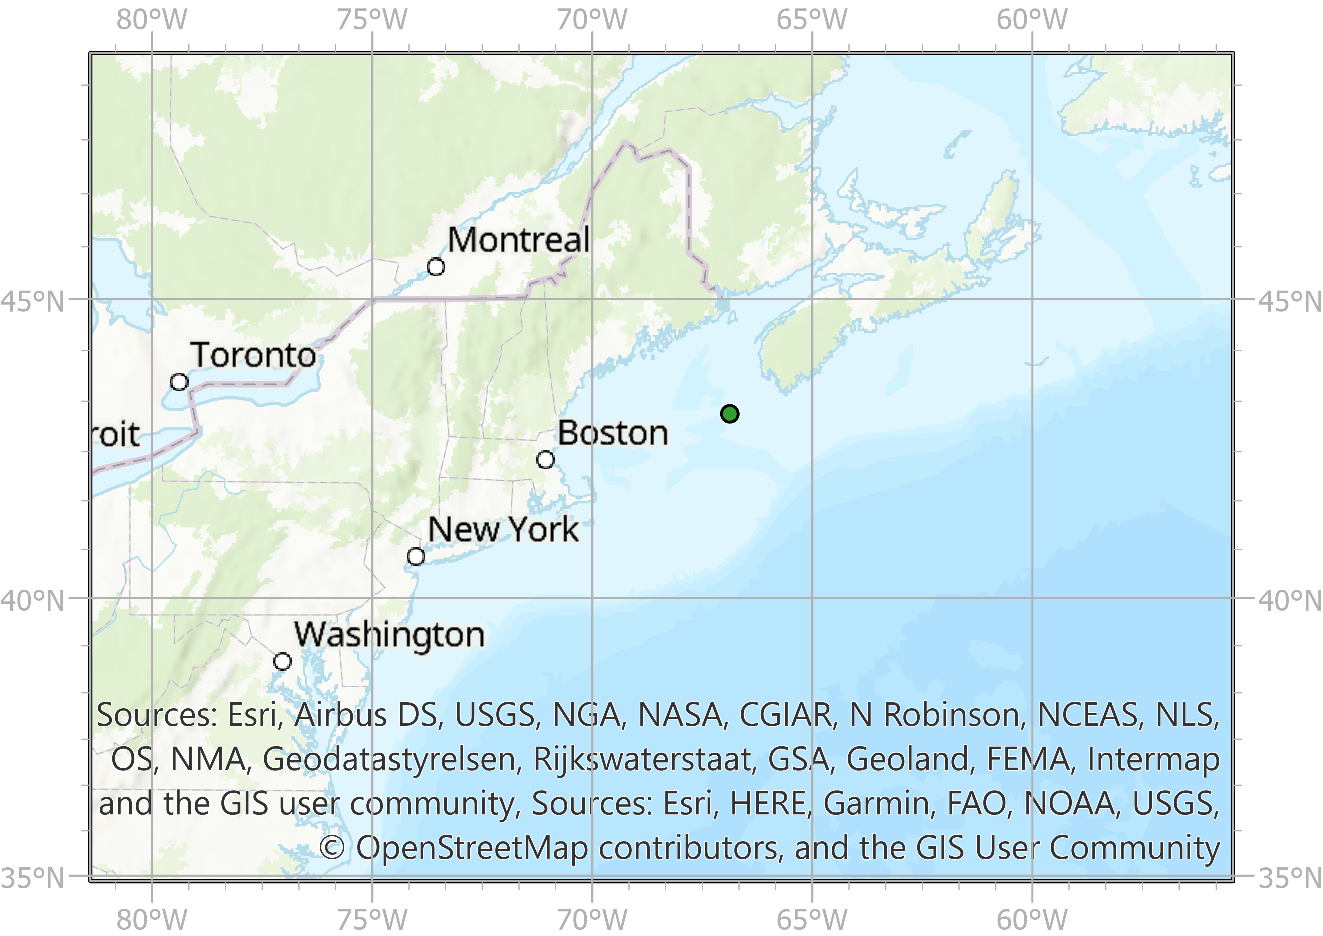 80°W 75°W 70°W 65°W 60°W
Montreal
45°N 45°N
Toronto
roit
Boston
New York
40°N 40°N
Washington
Sources: Esri, Airbus DS, USGS, NGA, NASA, CGIAR, N Robinson, NCEAS, NLS,
OS, NMA, Geodatastyrelsen, Rijkswaterstaat, GSA, Geoland, FEMA, Intermap
and the GIS user community, Sources: Esri, HERE, Garmin, FAO, NOAA, USGS,
© OpenStreetMap contributors, and the GIS User Community
35°N 35°N
80°W 75°W 70°W 65°W 60°W